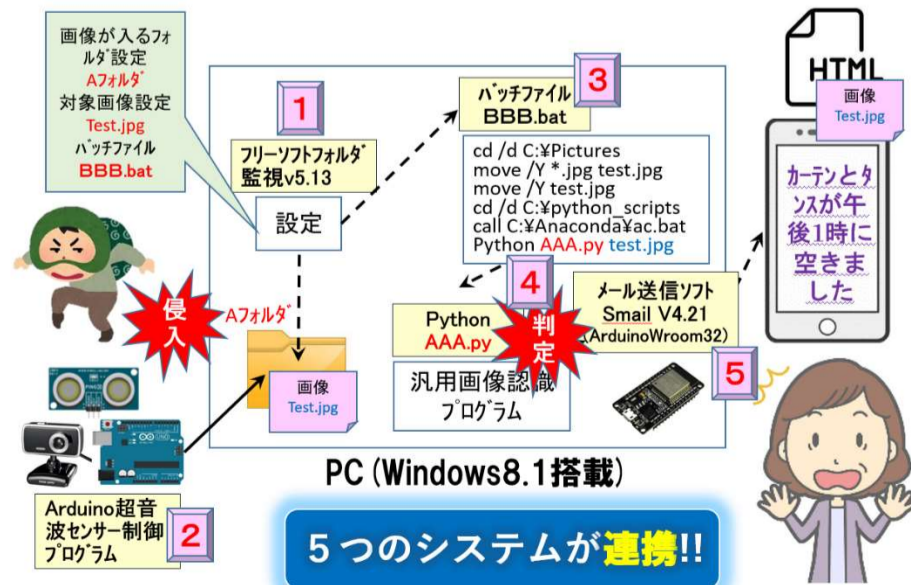 画像が入るフォ
ルダ設定
Aフォルダ
対象画像設定
Test.jpg
バッチファイル
BBB.bat
1
フリーソフトフォルダ
監視v5.13
設定
3
バッチファイル
BBB.bat
cd /d C:¥Pictures
move /Y *.jpg test.jpg
move /Y test.jpg
cd /d C:¥python_scripts
call C:¥Anaconda¥ac.bat
Python AAA.py test.jpg
HTML
画像
Test.jpg
カーテンとタ
ンスが午
後1時に
空きまし
した
侵入
Aフォルダ
画像
Test.jpg
4
Python
AAA.py
判定
汎用画像認識
プログラム
メール送信ソフト
Smail V4.21
(ArduinoWroom32)
5
Arduino超音
波センサー制御
プログラム
2
PC(Windows8.1搭載)
５つのシステムが連携!!